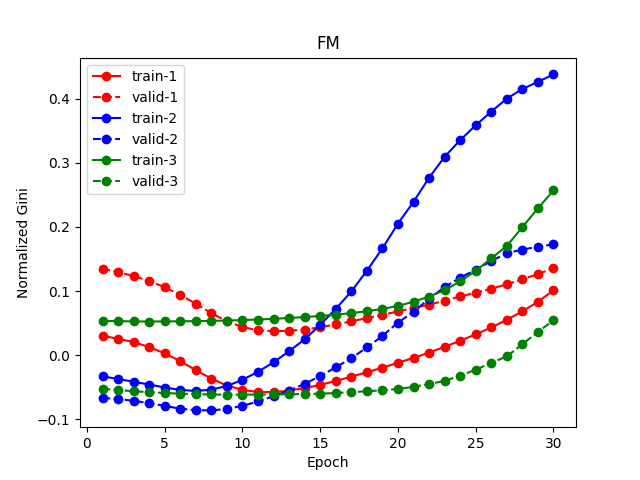 FM
train-1
valid-1
train-2
valid-2
train-3
valid-3
Normalized Gini
0.4
0.3
0.2
0.1
0.0
−0.1
0 5 10 15 20 25 30
Epoch